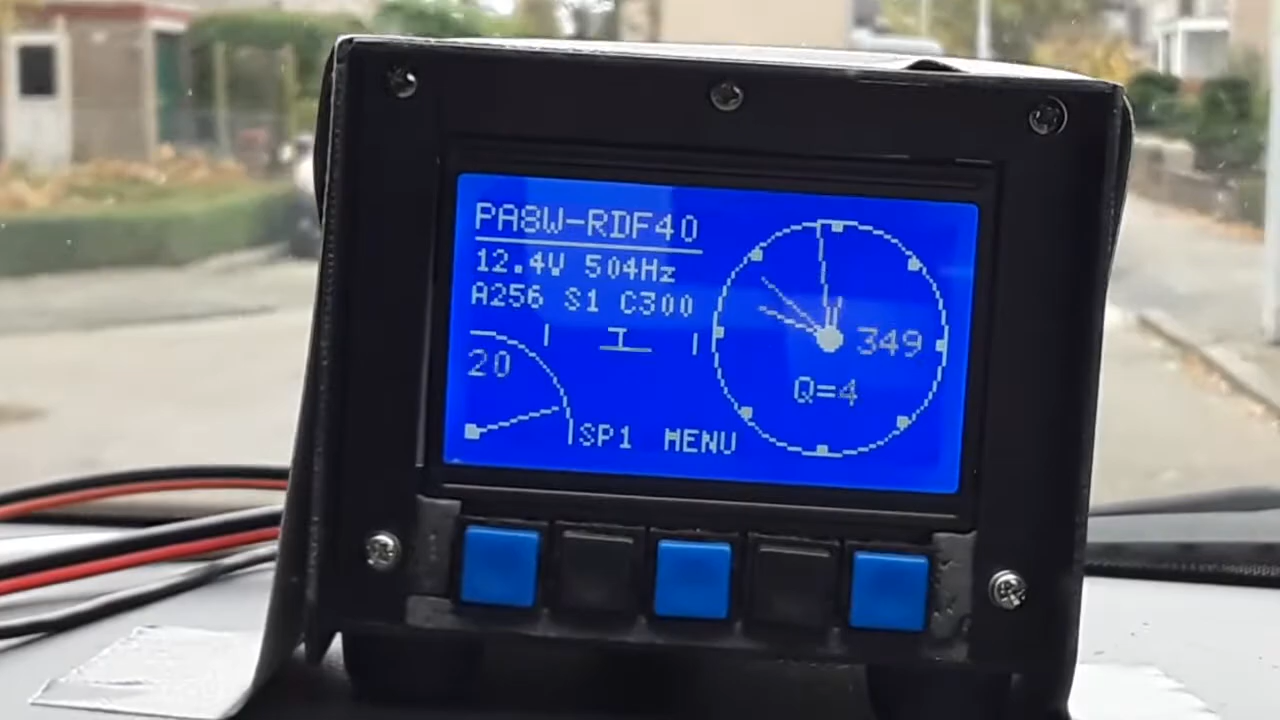 PA8W-RDF40
12.4V 504Hz
A256 S1 C300
20
349
Q=4
SP1 MENU